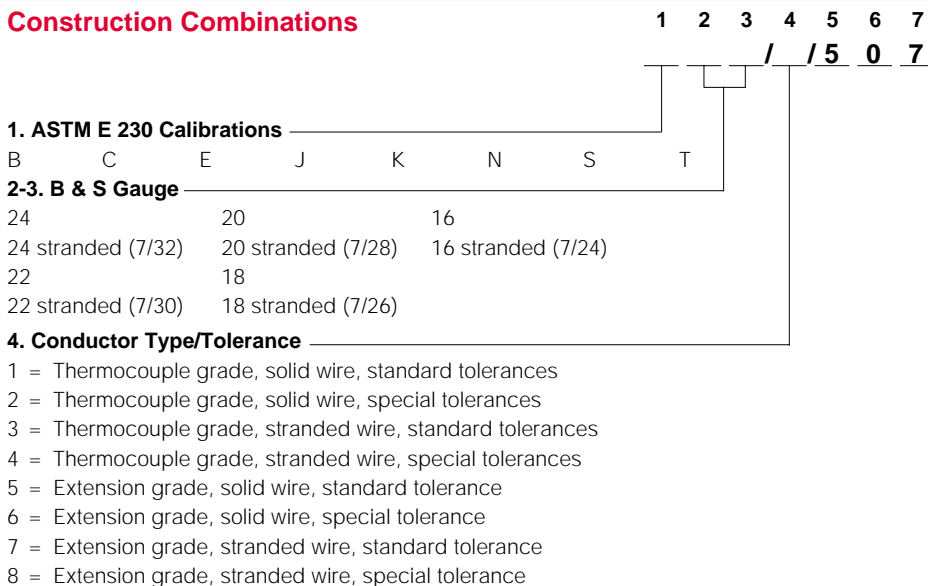 Construction Combinations 1 2 3 4 5 6 7
/ / 5 0 7
1. ASTM E 230 Calibrations
B C E J K N S T
2-3. B & S Gauge
24 20 16
24 stranded (7/32) 20 stranded (7/28) 16 stranded (7/24)
22 18
22 stranded (7/30) 18 stranded (7/26)
4. Conductor Type/Tolerance
1 = Thermocouple grade, solid wire, standard tolerances
2 = Thermocouple grade, solid wire, special tolerances
3 = Thermocouple grade, stranded wire, standard tolerances
4 = Thermocouple grade, stranded wire, special tolerances
5 = Extension grade, solid wire, standard tolerance
6 = Extension grade, solid wire, special tolerance
7 = Extension grade, stranded wire, standard tolerance
8 = Extension grade, stranded wire, special tolerance